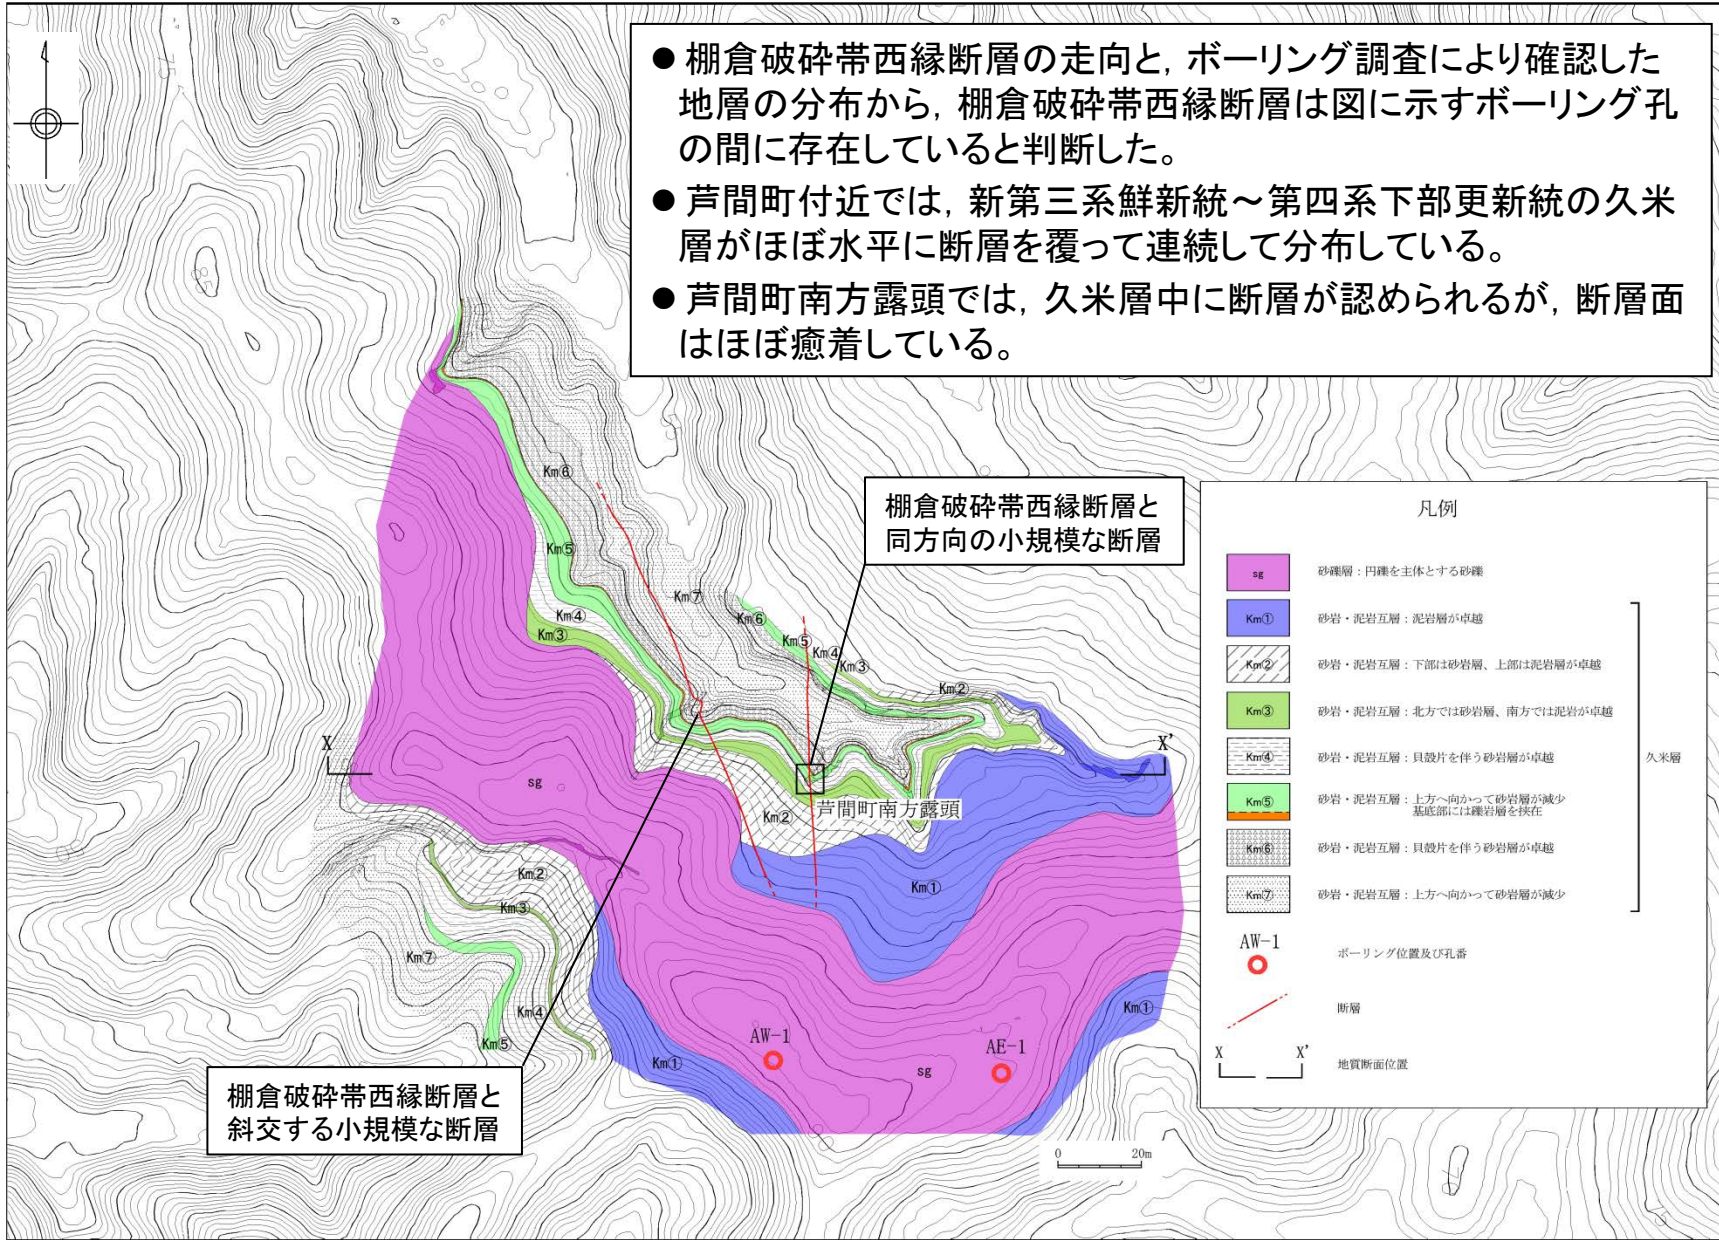 ● 棚倉破砕帯西縁断層の走向と，ボーリング調査により確認した
地層の分布から，棚倉破砕帯西縁断層は図に示すボーリング孔
の間に存在していると判断した。
● 芦間町付近では，新第三系鮮新統～第四系下部更新統の久米
層がほぼ水平に断層を覆って連続して分布している。
● 芦間町南方露頭では，久米層中に断層が認められるが，断層面
はほぼ癒着している。
Km⑥
棚倉破砕帯西縁断層と
同方向の小規模な断層
Km⑤
Km④
Km③
Km⑦
Km⑥
Km⑤
Km④
Km③
Km②
X
X'
sg
Km②
芦間町南方露頭
Km②
Km③
Km①
Km⑦
Km④
Km⑤
Km①
AW-1
AE-1
sg
Km①
棚倉破砕帯西縁断層と
斜交する小規模な断層
0 20m
凡例
sg 砂礫層：円礫を主体とする砂礫
Km① 砂岩・泥岩互層：泥岩層が卓越
Km② 砂岩・泥岩互層：下部は砂岩層、上部は泥岩層が卓越
Km③ 砂岩・泥岩互層：北方では砂岩層、南方では泥岩が卓越
Km④ 砂岩・泥岩互層：貝殻片を伴う砂岩層が卓越
久米層
Km⑤ 砂岩・泥岩互層：上方へ向かって砂岩層が減少
基底部には礫岩層を挟在
Km⑥ 砂岩・泥岩互層：貝殻片を伴う砂岩層が卓越
Km⑦ 砂岩・泥岩互層：上方へ向かって砂岩層が減少
AW-1 ボーリング位置及び孔番
断層
X X' 地質断面位置